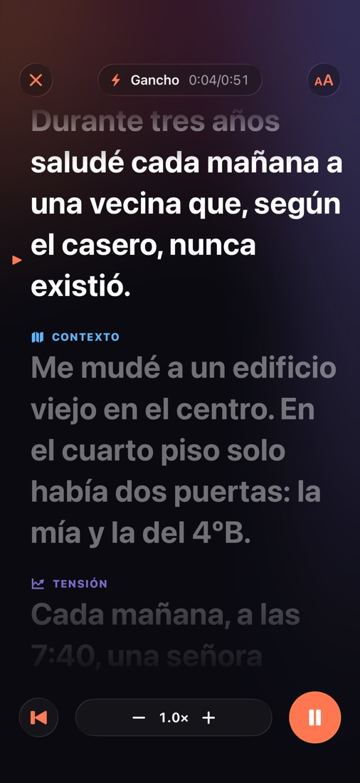 Gancho 0:04/0:51
AA
Durante tres años
saludé cada mañana a
una vecina que, según
el casero, nunca
existió.
CONTEXTO
Me mudé a un edificio
viejo en el centro. En
el cuarto piso solo
había dos puertas: la
mía y la del 4°B.
TENSIÓN
Cada mañana, a las
7:40, una señora
1.0×